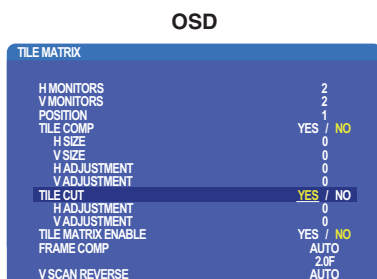 OSD
TILE MATRIX
H MONITORS 2
V MONITORS 2
POSITION 1
TILE COMP YES / NO
H SIZE 0
V SIZE 0
H ADJUSTMENT 0
V ADJUSTMENT 0
TILE CUT YES / NO
H ADJUSTMENT 0
V ADJUSTMENT 0
TILE MATRIX ENABLE YES / NO
FRAME COMP AUTO
2.0F
V SCAN REVERSE AUTO